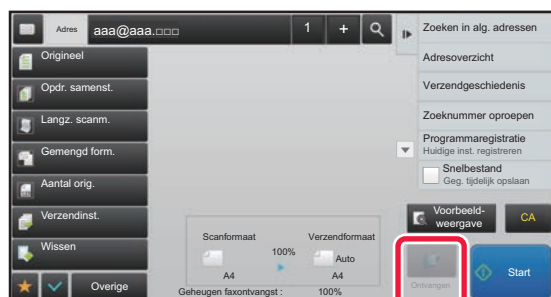 Adres aaa@aaa.□□□ 1 +
Zoeken in alg. adressen
Origineel
Adresoverzicht
Opdr. samenst.
Verzendgeschiedenis
Langz. scanm.
Zoeknummer oproepen
Gemengd form.
Programmaregistratie
Huidige inst. registreren
Aantal orig.
Snelbestand
Geg. tijdelijk opslaan
Verzendinst.
Voorbeeld-
weergave
CA
Wissen
Scanformaat
Verzendformaat
100%
Auto
A4
A4
Overige
Geheugen faxontvangst : 100%
Ontvangen
Start